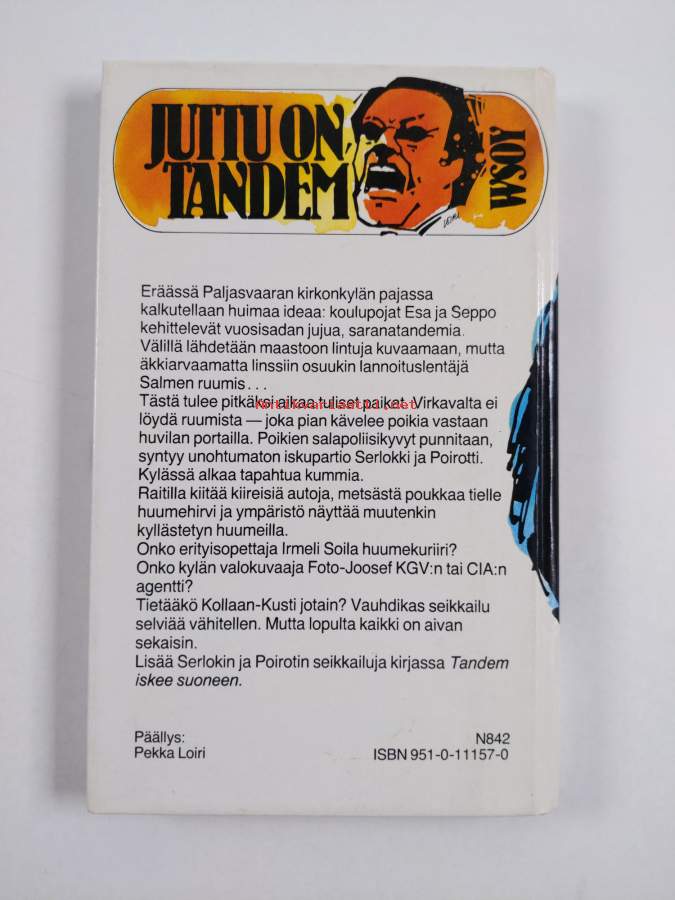 JUTTU ON
TANDEM
WSOY
Eräässä Paljasvaaran kirkonkylän pajassa
kalkutellaan huimaa ideaa: koulupojat Esa ja Seppo
kehittelevät vuosisadan jujua, saranatandemia.
Välillä lähdetään maastoon lintuja kuvaamaan, mutta
äkkiarvaamatta linssiin osuukin lannoituslentäjä
Salmen ruumis...
Tästä tulee pitkäksi aikaa tuliset paikat. Virkavalta ei
antikvariaatti.net
löydä ruumista — joka pian kävelee poikia vastaan
huvilan portailla. Poikien salapoliisikyvyt punnitaan,
syntyy unohtumaton iskupartio Serlokki ja Poirotti.
Kylässä alkaa tapahtua kummia.
Raitilla kiitää kiireisiä autoja, metsästä poukkaa tielle
huumehirvi ja ympäristö näyttää muutenkin
kyllästetyn huumeilla.
Onko erityisopettaja Irmeli Soila huumekuriiri?
Onko kylän valokuvaaja Foto-Joosef KGV:n tai CIA:n
agentti?
Tietääkö Kollaan-Kusti jotain? Vauhdikas seikkailu
selviää vähitellen. Mutta lopulta kaikki on aivan
sekaisin.
Lisää Serlokin ja Poirotin seikkailuja kirjassa Tandem
iskee suoneen.
Päällys:
Pekka Loiri
N842
ISBN 951-0-11157-0